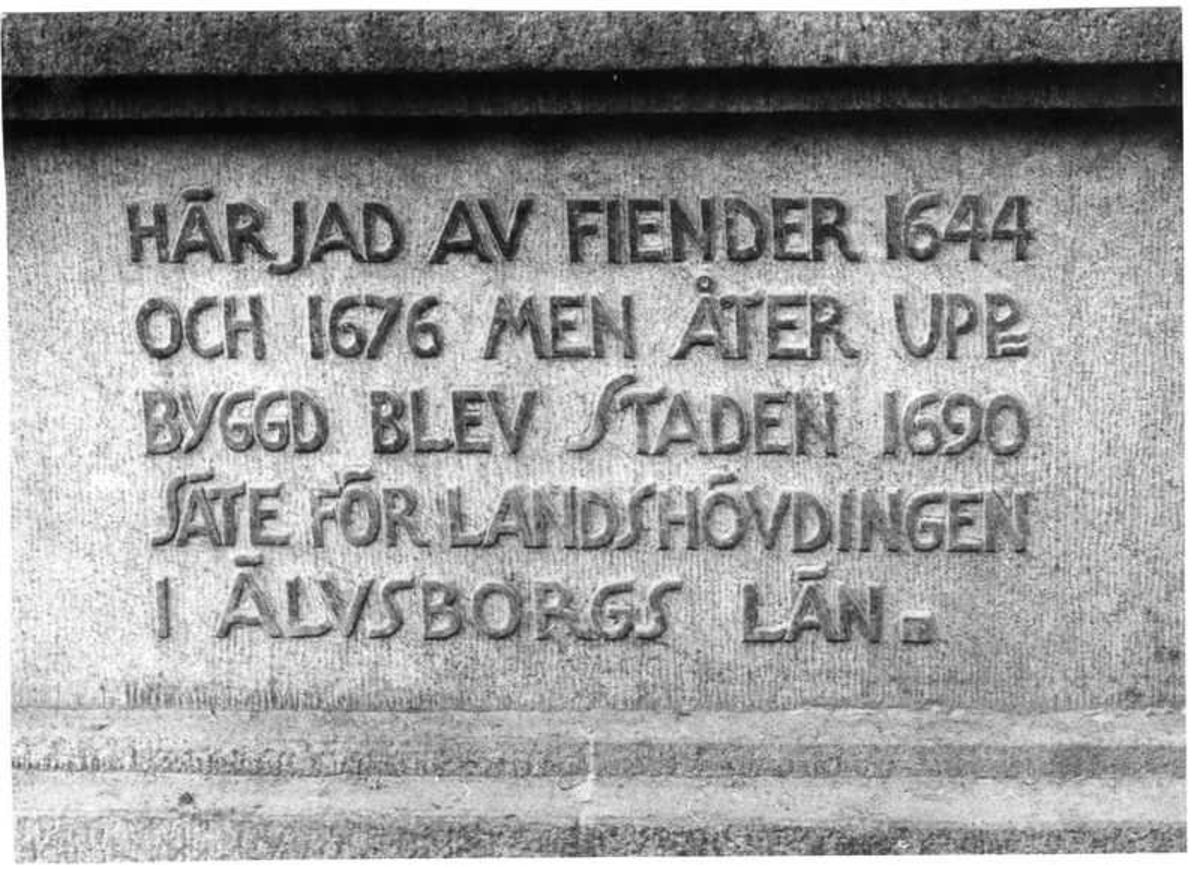 HÄRJAD AV FIENDER 1644
OCH 1676 MEN ÅTER UPP=
BYGGD BLEV STADEN 1690
SÄTE FÖR LANDSHÖVDINGEN
I ÄLVSBORGS LÄN.